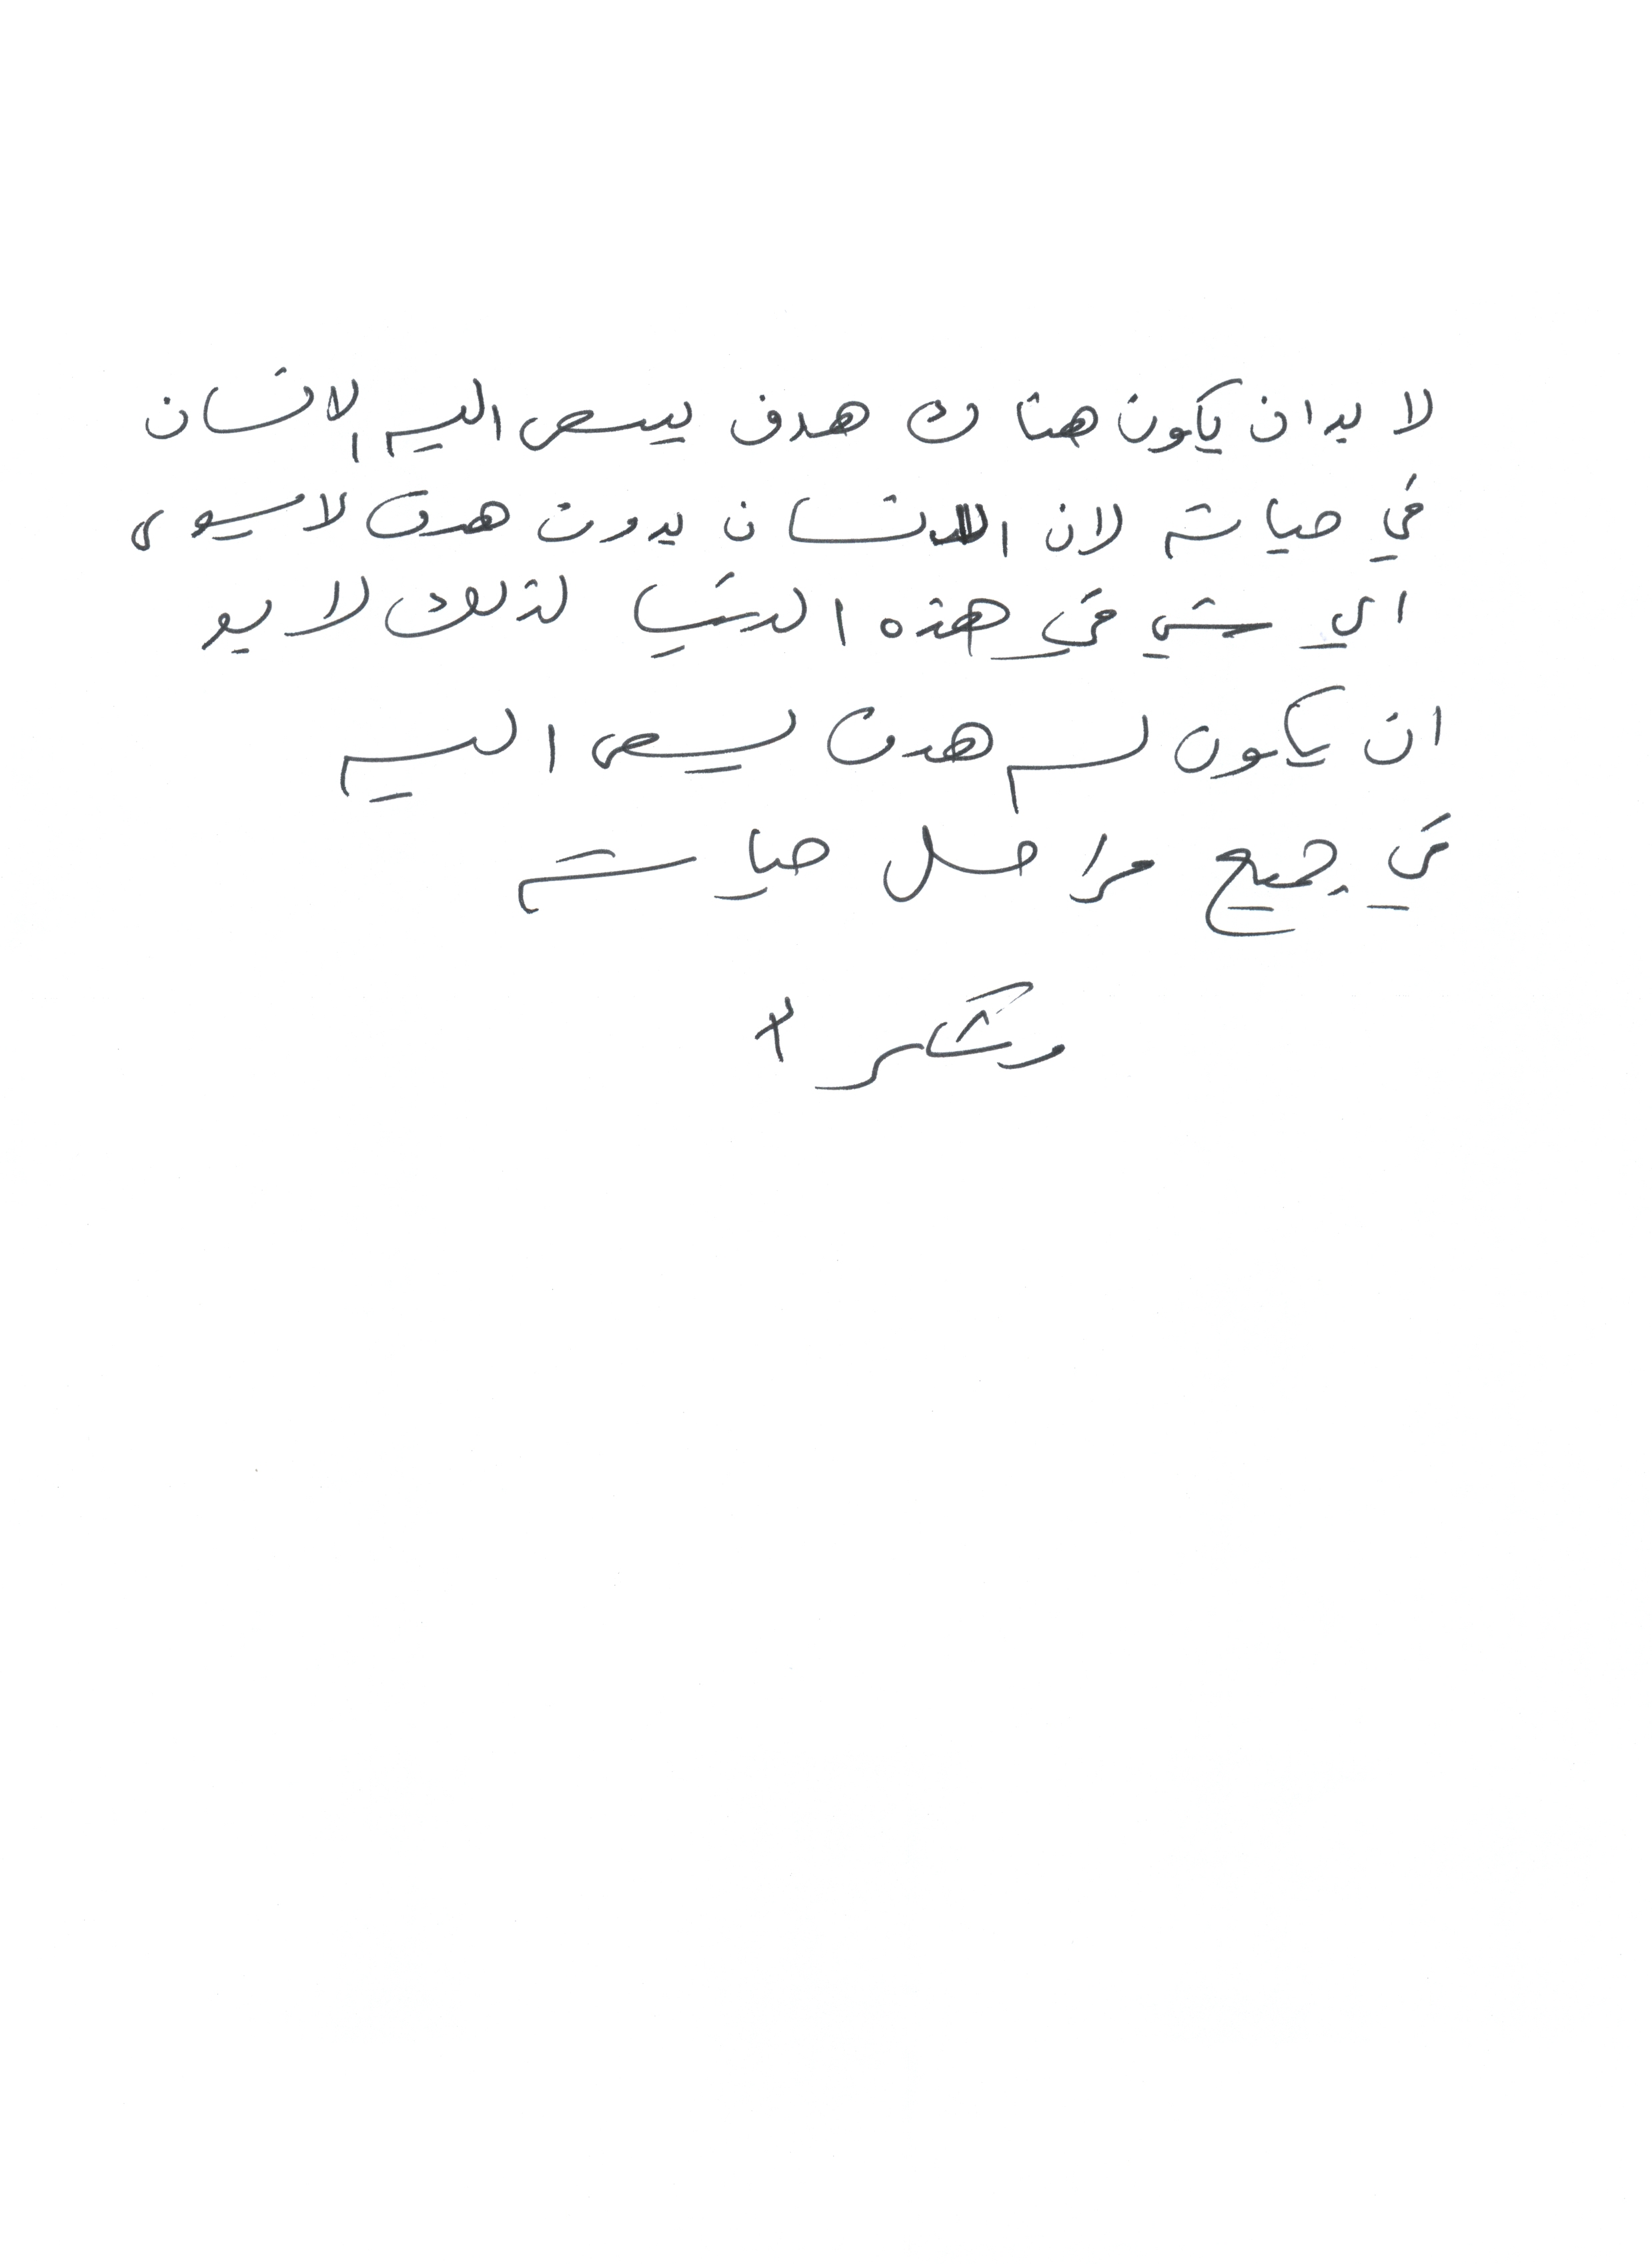 لا بد ان يكون هناك هدف يسعى اليه الانسان
في حياته لان الانسان بدون هدف لا يسوى
اي شي في هذه الدنيا لذلك لا بد
ان يكون له هدف يسعى اليه
في جميع مراحل حياته
وشكرا